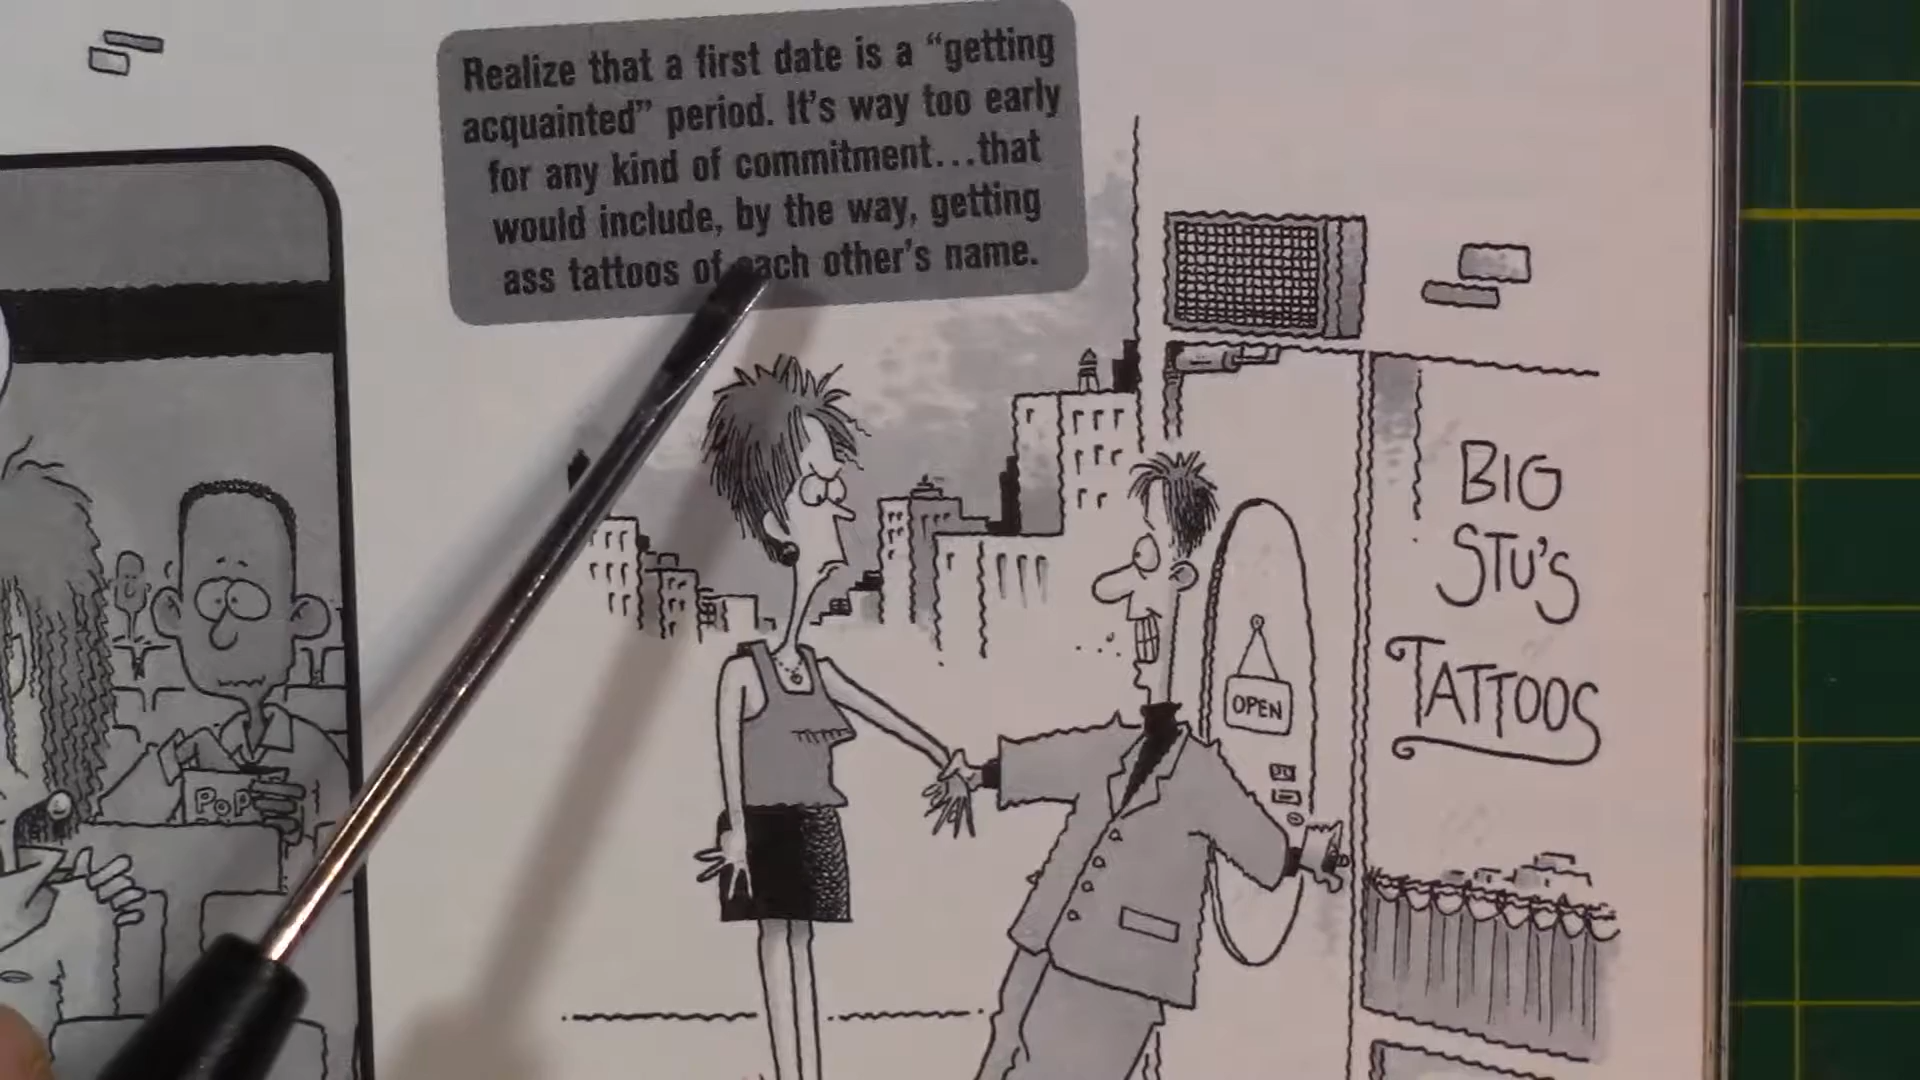 Realize that a first date is a “getting
acquainted” period. It’s way too early
for any kind of commitment...that
would include, by the way, getting
ass tattoos of each other’s name.
BIG
STU'S
TATTOOS
OPEN
POP